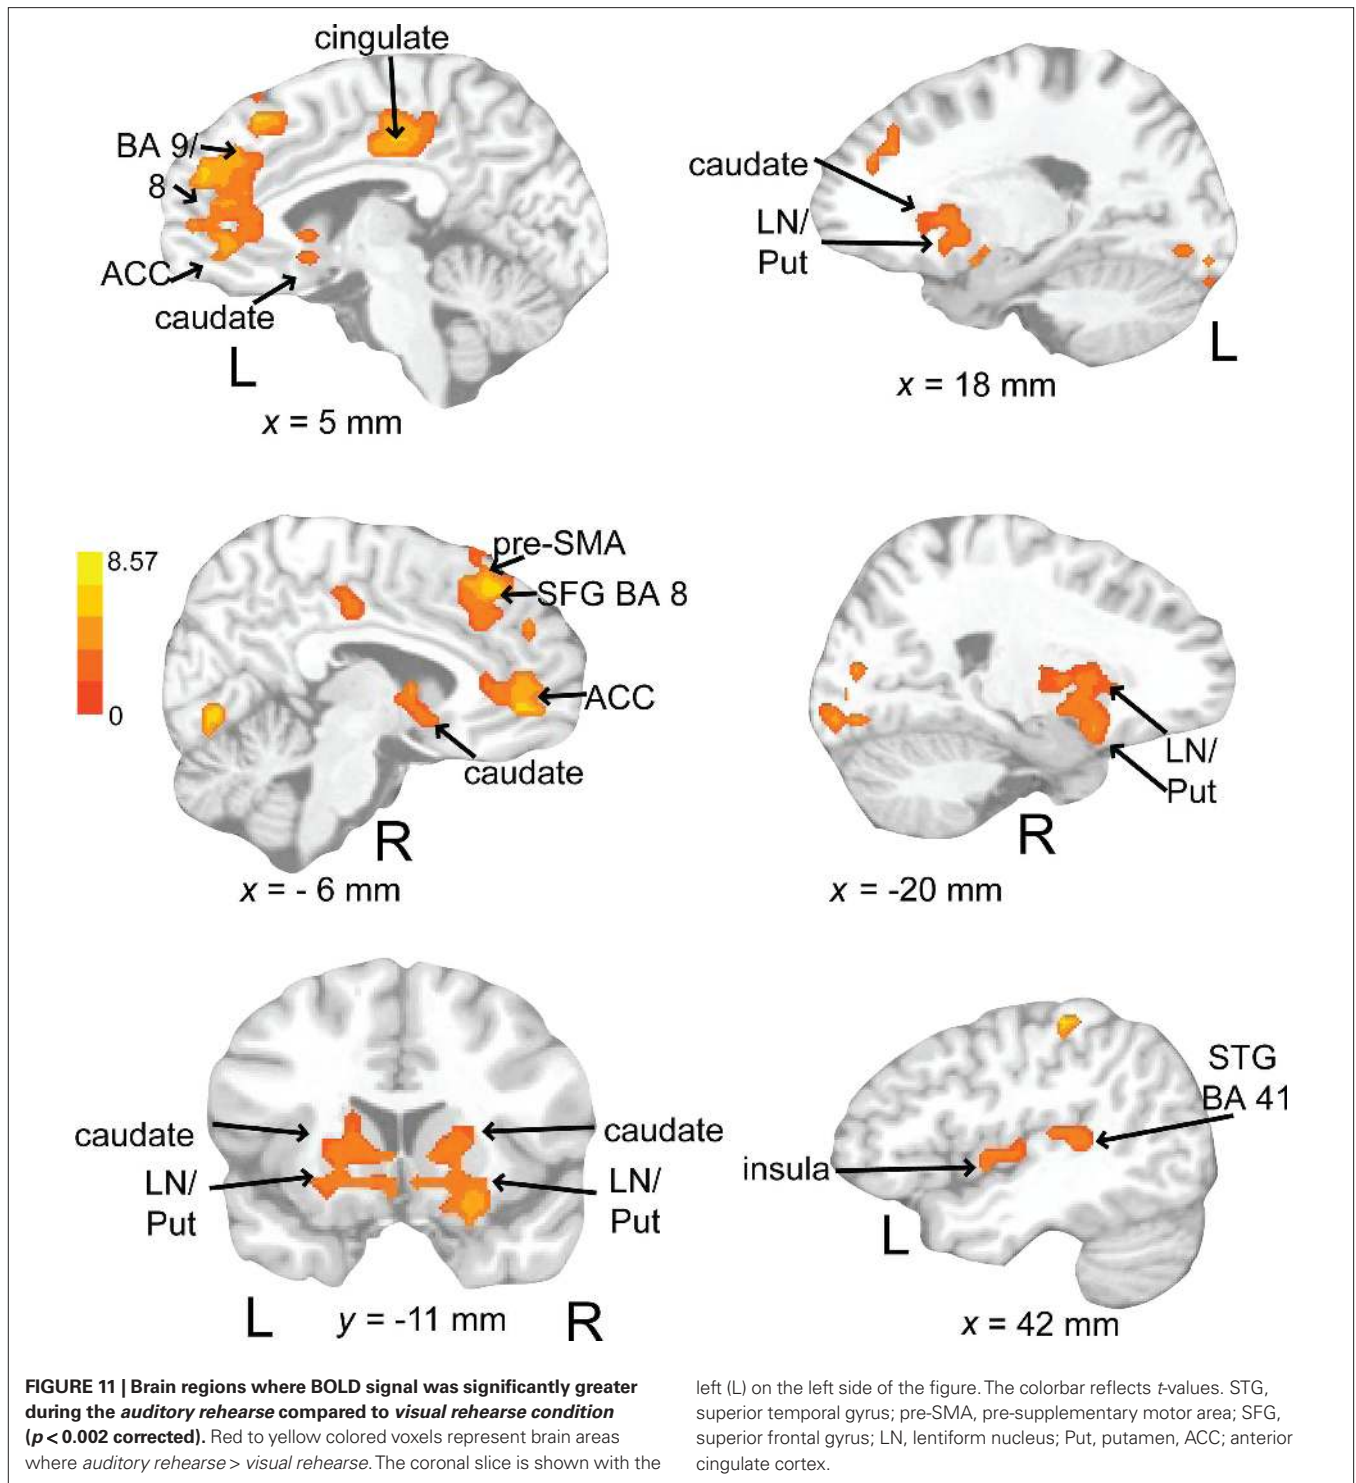 cingulate
BA 9/
8
ACC
caudate
L
x = 5 mm
caudate
LN/
Put
L
x = 18 mm
8.57
0
pre-SMA
SFG BA 8
ACC
caudate
R
x = - 6 mm
LN/
Put
R
x = -20 mm
caudate
LN/
Put
caudate
LN/
Put
L
y = -11 mm
R
STG
BA 41
insula
L
x = 42 mm
FIGURE 11 | Brain regions where BOLD signal was significantly greater
during the auditory rehearse compared to visual rehearse condition
(p < 0.002 corrected). Red to yellow colored voxels represent brain areas
where auditory rehearse > visual rehearse. The coronal slice is shown with the
left (L) on the left side of the figure. The colorbar reflects t-values. STG,
superior temporal gyrus; pre-SMA, pre-supplementary motor area; SFG,
superior frontal gyrus; LN, lentiform nucleus; Put, putamen, ACC; anterior
cingulate cortex.